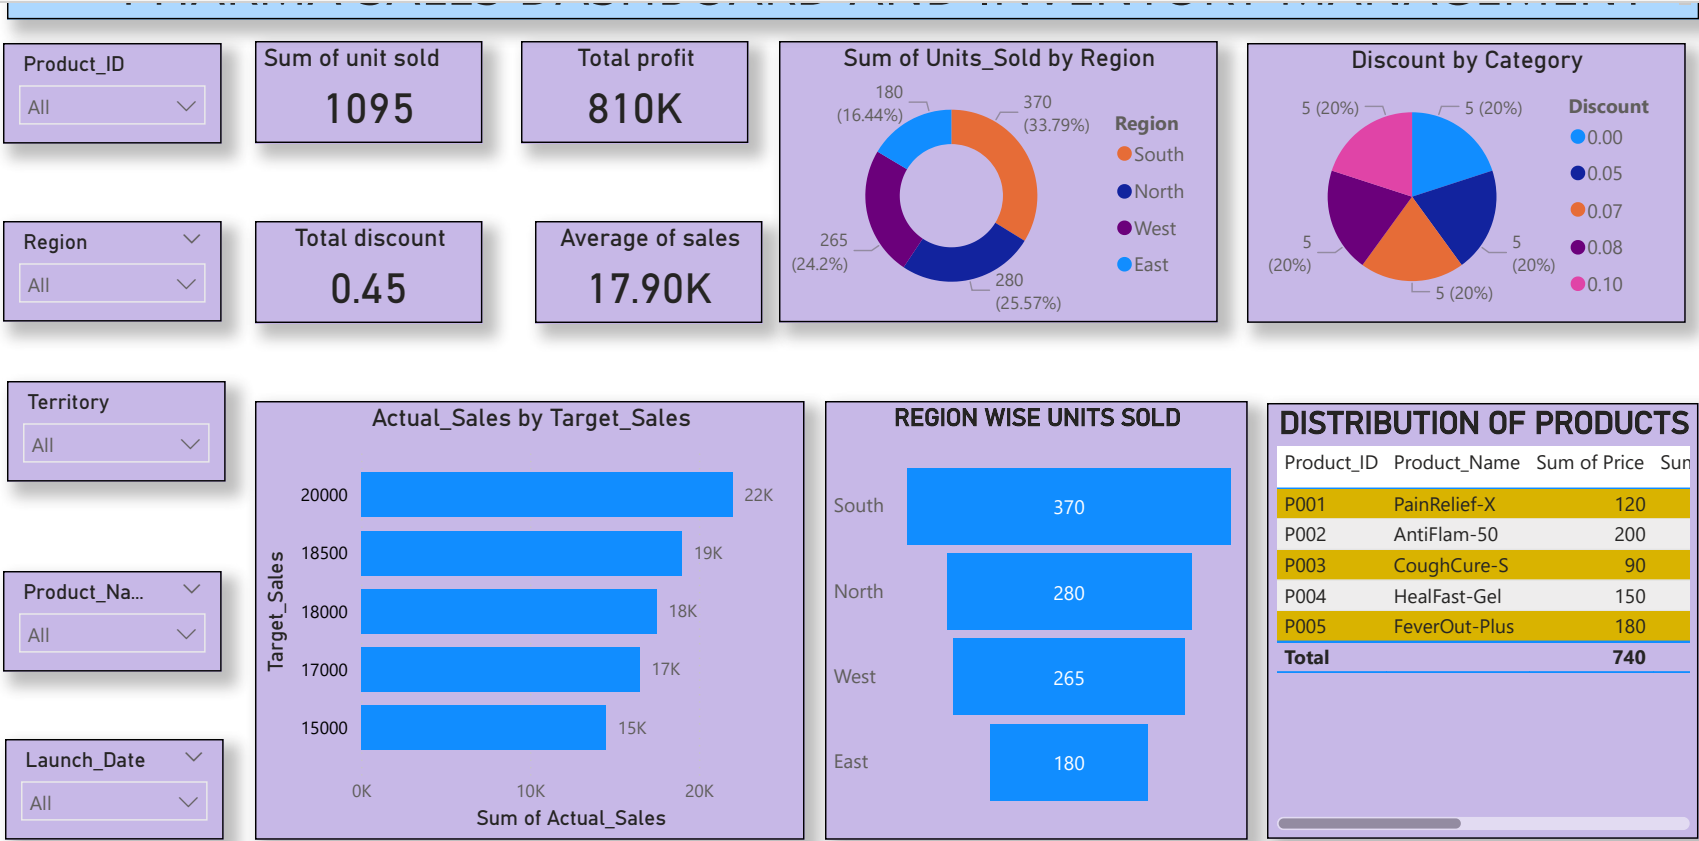 PHARMA SALES DASHBOARD AND INVENTORY MANAGEMENT
Product_ID
All
Sum of unit sold
1095
Total profit
810K
Sum of Units_Sold by Region
180
(16.44%)
370
(33.79%)
265
(24.2%)
280
(25.57%)
Region
South
North
West
East
Discount by Category
5 (20%)
5 (20%)
5
(20%)
5
(20%)
5 (20%)
Discount
0.00
0.05
0.07
0.08
0.10
Region
All
Total discount
0.45
Average of sales
17.90K
Territory
All
Product_Na...
All
Launch_Date
All
Actual_Sales by Target_Sales
Target_Sales
20000 22K
18500 19K
18000 18K
17000 17K
15000 15K
0K 10K 20K
Sum of Actual_Sales
REGION WISE UNITS SOLD
South 370
North 280
West 265
East 180
DISTRIBUTION OF PRODUCTS
Product_ID Product_Name Sum of Price Sum
P001 PainRelief-X 120
P002 AntiFlam-50 200
P003 CoughCure-S 90
P004 HealFast-Gel 150
P005 FeverOut-Plus 180
Total 740